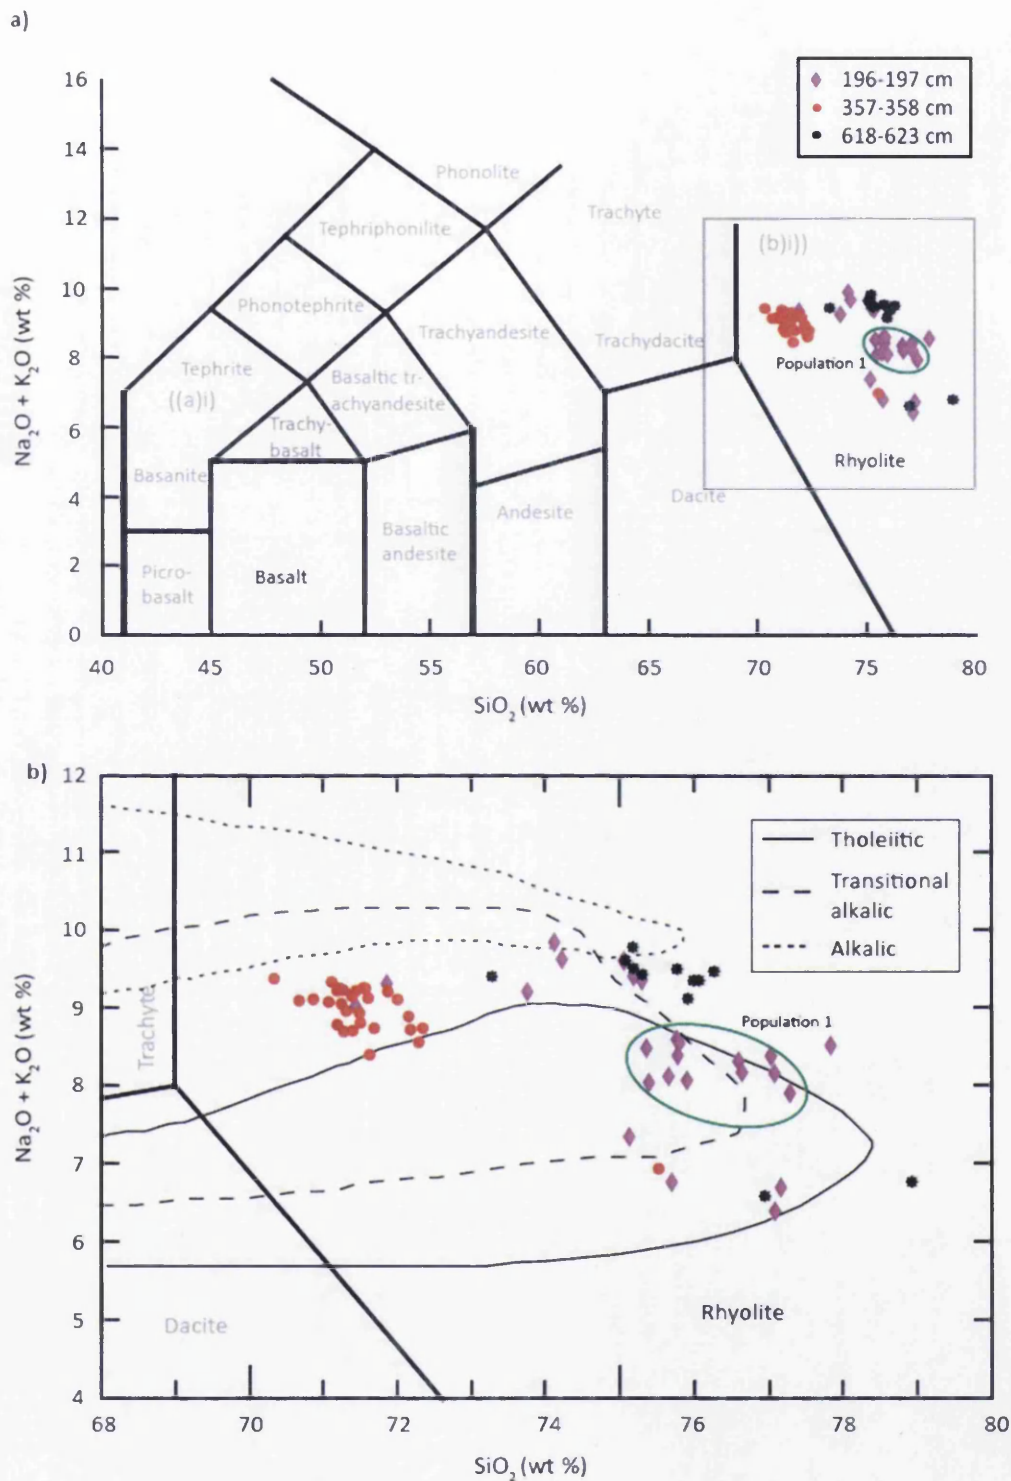 a)
16
14
12
10
8
6
4
2
0
Na₂O + K₂O (wt %)
196-197 cm
357-358 cm
618-623 cm
Phonolite
Trachyte
Tephriphonilite
(b)i))
Phonotephrite
Trachyandesite
Trachydacite
Tephrite
((a)i)
Basaltic tr-
achyandesite
Population 1
Trachy-
basalt
Basanite
Rhyolite
Dacite
Andesite
Basaltic
andesite
Picro-
basalt
Basalt
40 45 50 55 60 65 70 75 80
SiO₂ (wt %)
b)
12
11
10
9
8
7
6
5
4
Na₂O + K₂O (wt %)
Tholeiitic
Transitional
alkalic
Alkalic
Trachyte
Population 1
Dacite
Rhyolite
68 70 72 74 76 78 80
SiO₂ (wt %)